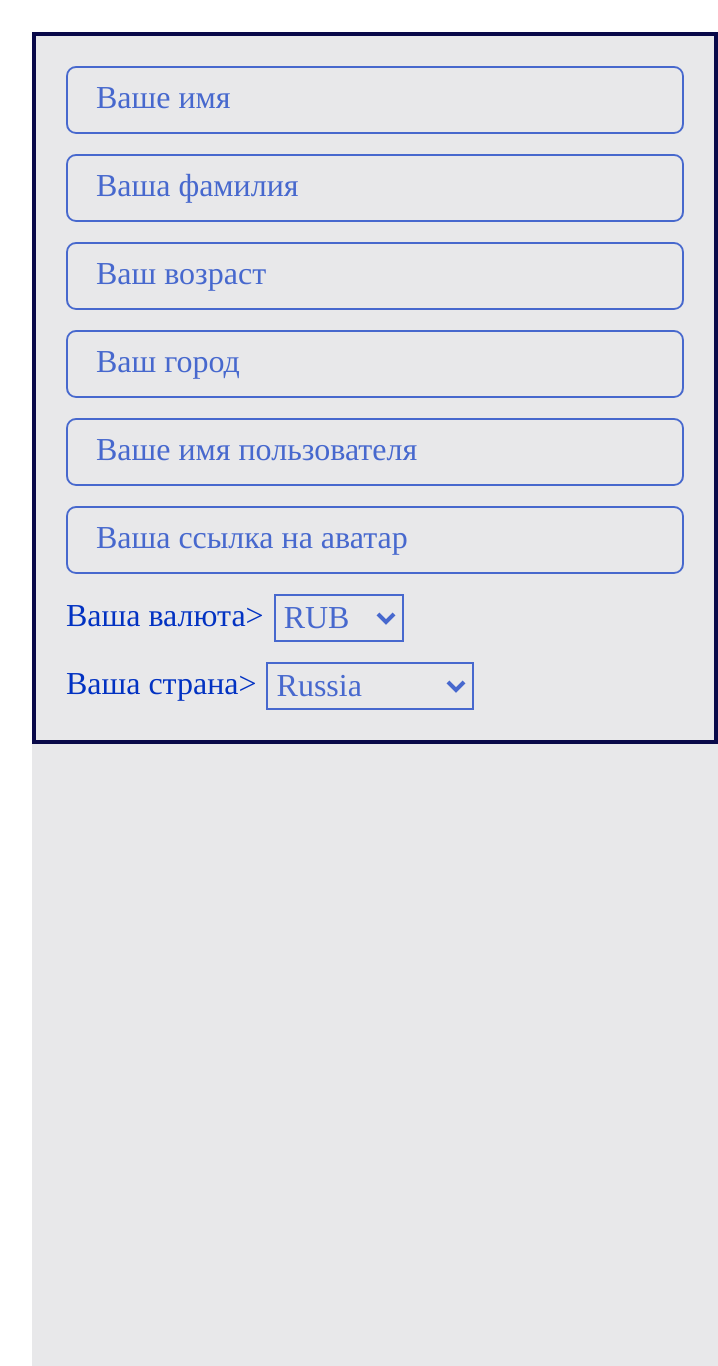 Ваше имя
Ваша фамилия
Ваш возраст
Ваш город
Ваше имя пользователя
Ваша ссылка на аватар
Ваша валюта> RUB
Ваша страна> Russia